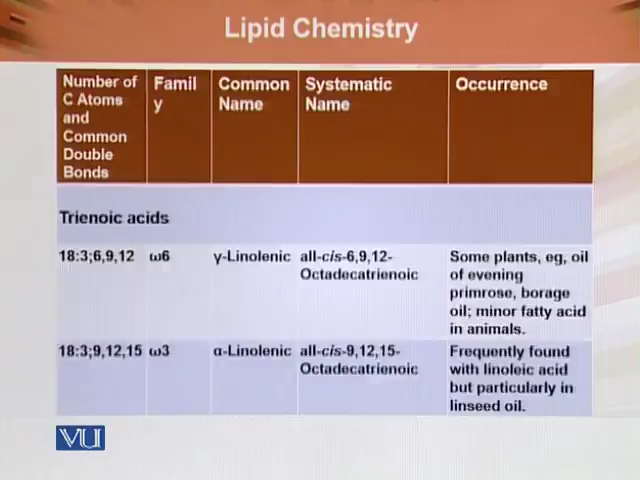 Lipid Chemistry
Number of C Atoms and Common Double Bonds
Family
Common Name
Systematic Name
Occurrence
Trienoic acids
18:3;6,9,12
ω6
γ-Linolenic
all-cis-6,9,12-Octadecatrienoic
Some plants, eg, oil of evening primrose, borage oil; minor fatty acid in animals.
18:3;9,12,15
ω3
α-Linolenic
all-cis-9,12,15-Octadecatrienoic
Frequently found with linoleic acid but particularly in linseed oil.
VU